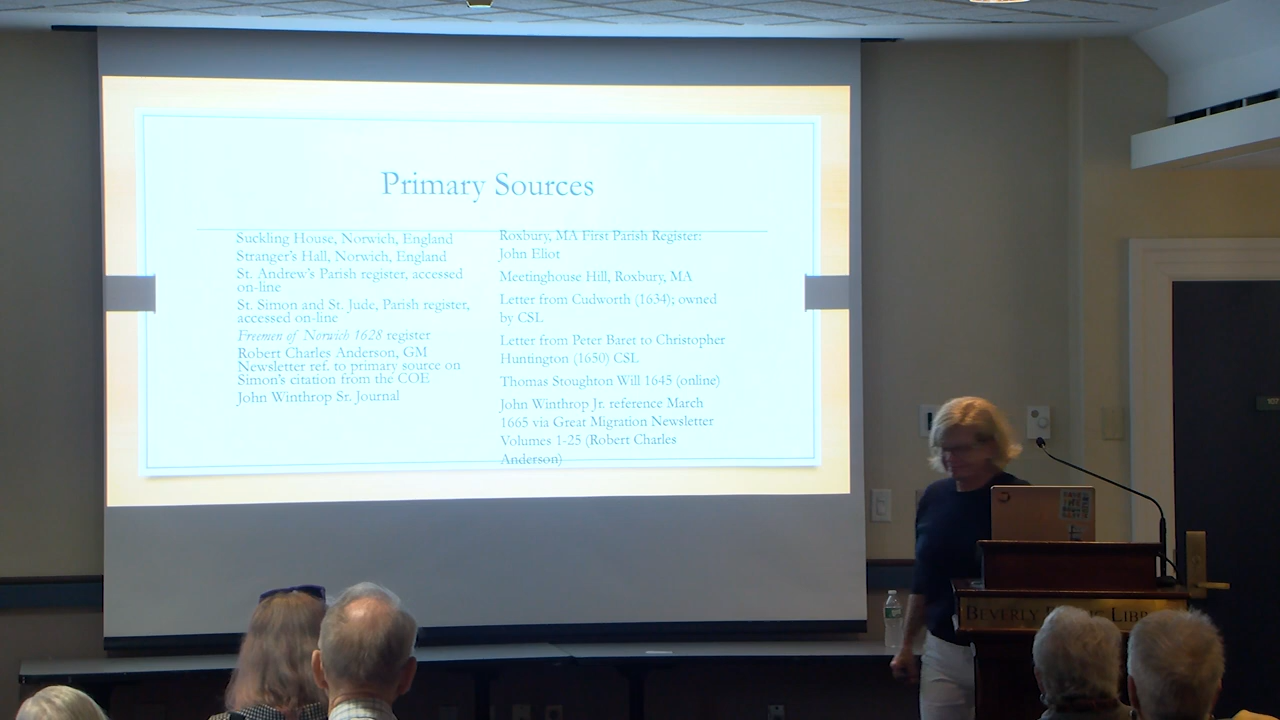 Primary Sources
Suckling House, Norwich, England
Stranger's Hall, Norwich, England
St. Andrew's Parish register, accessed
on-line
St. Simon and St. Jude, Parish register,
accessed on-line
Freemen of Norwich 1628 register
Robert Charles Anderson, GM
Newsletter ref. to primary source on
Simon's citation from the COE
John Winthrop Sr. Journal
Roxbury, MA First Parish Register:
John Eliot
Meetinghouse Hill, Roxbury, MA
Letter from Cudworth (1634); owned
by CSL
Letter from Peter Baret to Christopher
Huntington (1650) CSL
Thomas Stoughton Will 1645 (online)
John Winthrop Jr. reference March
1665 via Great Migration Newsletter
Volumes 1-25 (Robert Charles
Anderson)
107
BEVERLY PUBLIC LIBR